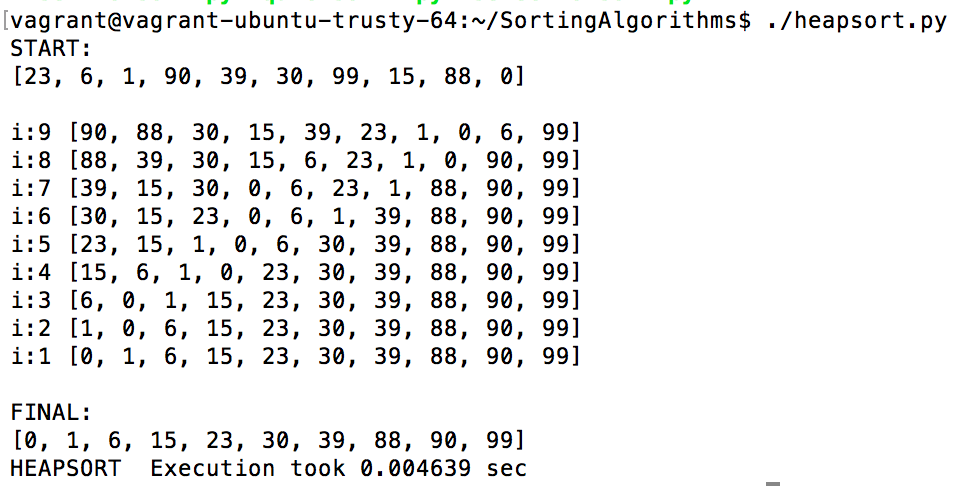 [vagrant@vagrant-ubuntu-trusty-64:~/SortingAlgorithms$ ./heapsort.py
START:
[23, 6, 1, 90, 39, 30, 99, 15, 88, 0]
i:9 [90, 88, 30, 15, 39, 23, 1, 0, 6, 99]
i:8 [88, 39, 30, 15, 6, 23, 1, 0, 90, 99]
i:7 [39, 15, 30, 0, 6, 23, 1, 88, 90, 99]
i:6 [30, 15, 23, 0, 6, 1, 39, 88, 90, 99]
i:5 [23, 15, 1, 0, 6, 30, 39, 88, 90, 99]
i:4 [15, 6, 1, 0, 23, 30, 39, 88, 90, 99]
i:3 [6, 0, 1, 15, 23, 30, 39, 88, 90, 99]
i:2 [1, 0, 6, 15, 23, 30, 39, 88, 90, 99]
i:1 [0, 1, 6, 15, 23, 30, 39, 88, 90, 99]
FINAL:
[0, 1, 6, 15, 23, 30, 39, 88, 90, 99]
HEAPSORT  Execution took 0.004639 sec